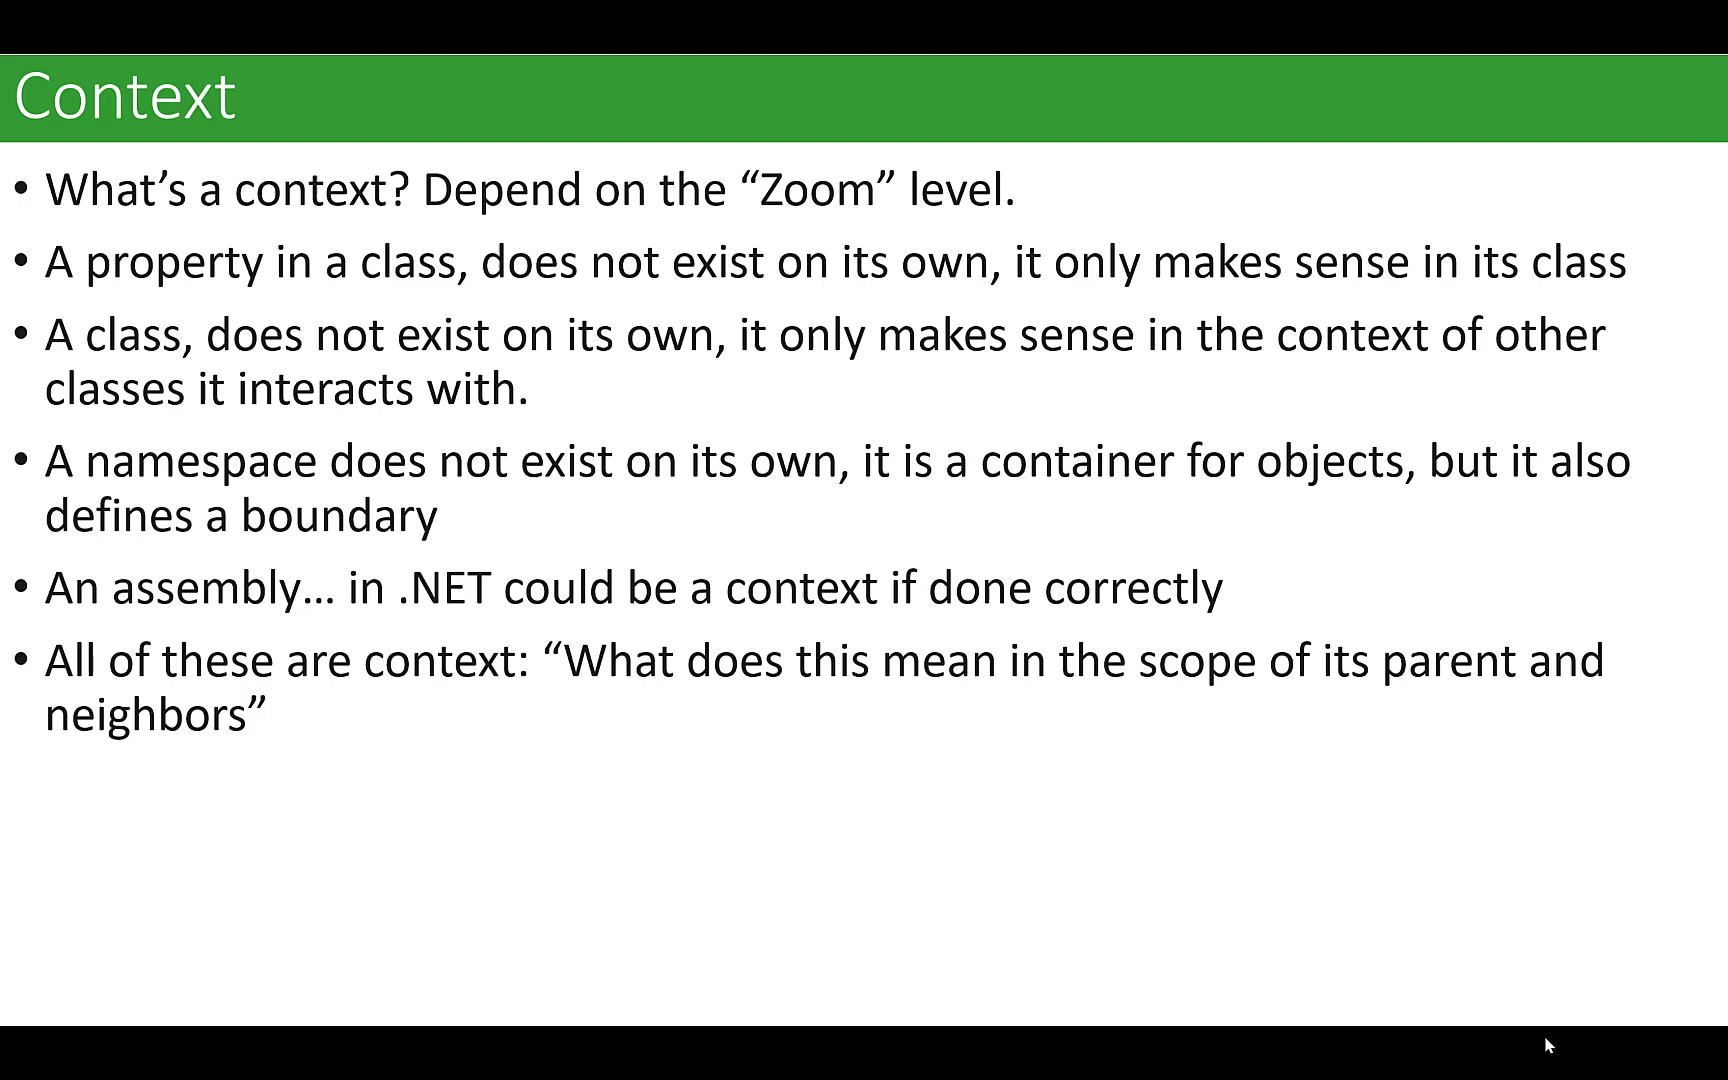 Context
• What’s a context? Depend on the “Zoom” level.
• A property in a class, does not exist on its own, it only makes sense in its class
• A class, does not exist on its own, it only makes sense in the context of other
classes it interacts with.
• A namespace does not exist on its own, it is a container for objects, but it also
defines a boundary
• An assembly… in .NET could be a context if done correctly
• All of these are context: “What does this mean in the scope of its parent and
neighbors”